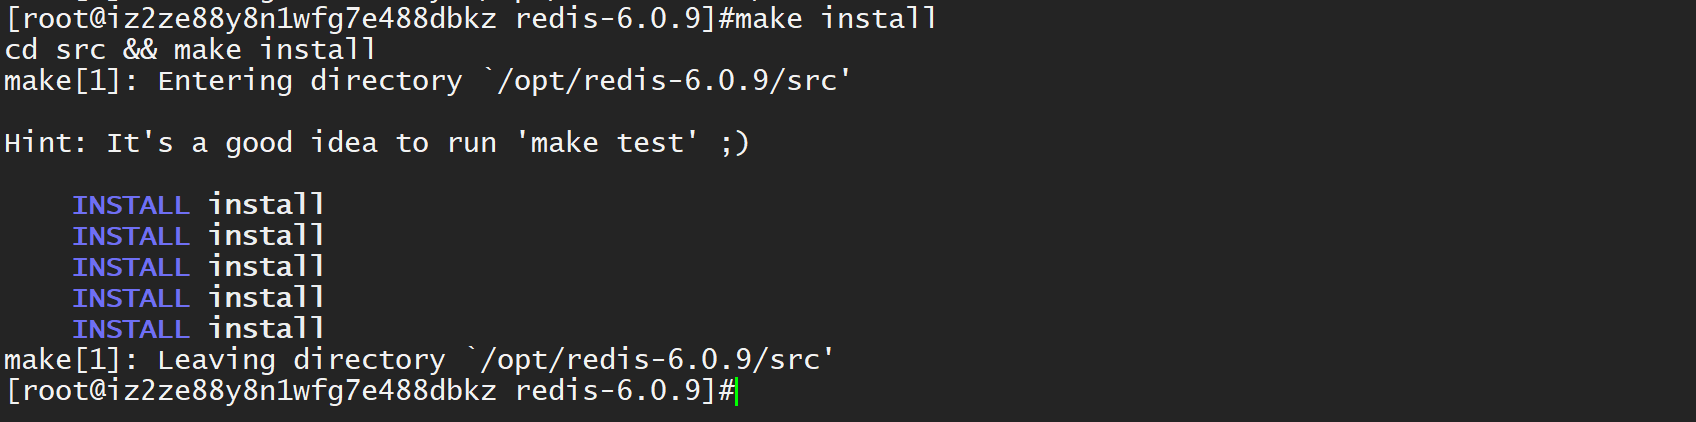 [root@iz2ze88y8n1wfg7e488dbkz redis-6.0.9]#make install
cd src && make install
make[1]: Entering directory `/opt/redis-6.0.9/src'
Hint: It's a good idea to run 'make test' ;)
INSTALL install
INSTALL install
INSTALL install
INSTALL install
INSTALL install
make[1]: Leaving directory `/opt/redis-6.0.9/src'
[root@iz2ze88y8n1wfg7e488dbkz redis-6.0.9]#